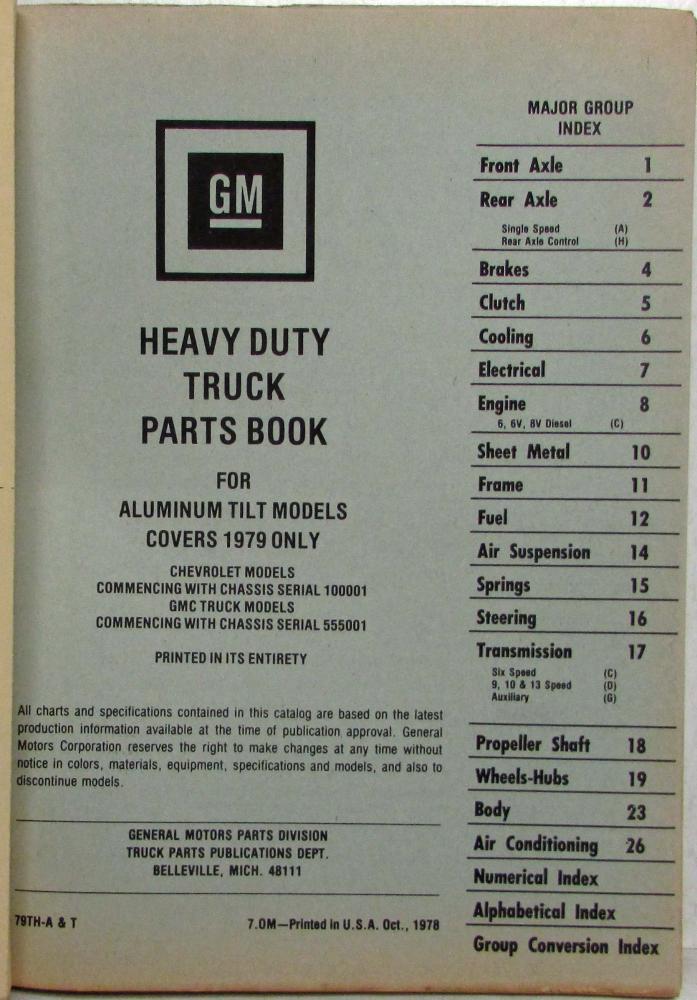 GM
HEAVY DUTY
TRUCK
PARTS BOOK
FOR
ALUMINUM TILT MODELS
COVERS 1979 ONLY
CHEVROLET MODELS
COMMENCING WITH CHASSIS SERIAL 100001
GMC TRUCK MODELS
COMMENCING WITH CHASSIS SERIAL 555001
PRINTED IN ITS ENTIRETY
All charts and specifications contained in this catalog are based on the latest
production information available at the time of publication approval. General
Motors Corporation reserves the right to make changes at any time without
notice in colors, materials, equipment, specifications and models, and also to
discontinue models.
GENERAL MOTORS PARTS DIVISION
TRUCK PARTS PUBLICATIONS DEPT.
BELLEVILLE, MICH. 48111
79TH-A & T 7.0M—Printed in U.S.A. Oct., 1978
MAJOR GROUP
INDEX
Front Axle 1
Rear Axle 2
Single Speed (A)
Rear Axle Control (H)
Brakes 4
Clutch 5
Cooling 6
Electrical 7
Engine 8
6, 6V, 8V Diesel (C)
Sheet Metal 10
Frame 11
Fuel 12
Air Suspension 14
Springs 15
Steering 16
Transmission 17
Six Speed (C)
9, 10 & 13 Speed (D)
Auxiliary (G)
Propeller Shaft 18
Wheels-Hubs 19
Body 23
Air Conditioning 26
Numerical Index
Alphabetical Index
Group Conversion Index